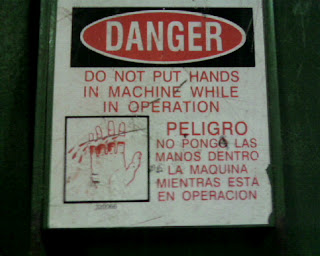 DANGER
DO NOT PUT HANDS
IN MACHINE WHILE
IN OPERATION
PELIGRO
NO PONGA LAS
MANOS DENTRO
LA MAQUINA
MIENTRAS ESTA
EN OPERACION